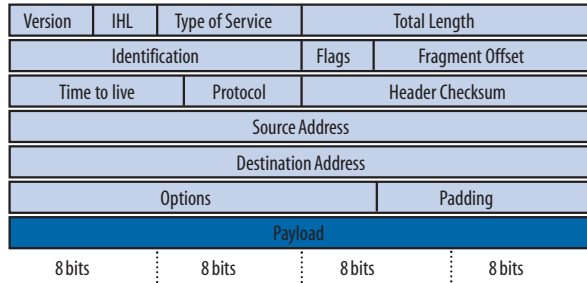 Version IHL Type of Service Total Length
Identification Flags Fragment Offset
Time to live Protocol Header Checksum
Source Address
Destination Address
Options Padding
Payload
8 bits 8 bits 8 bits 8 bits